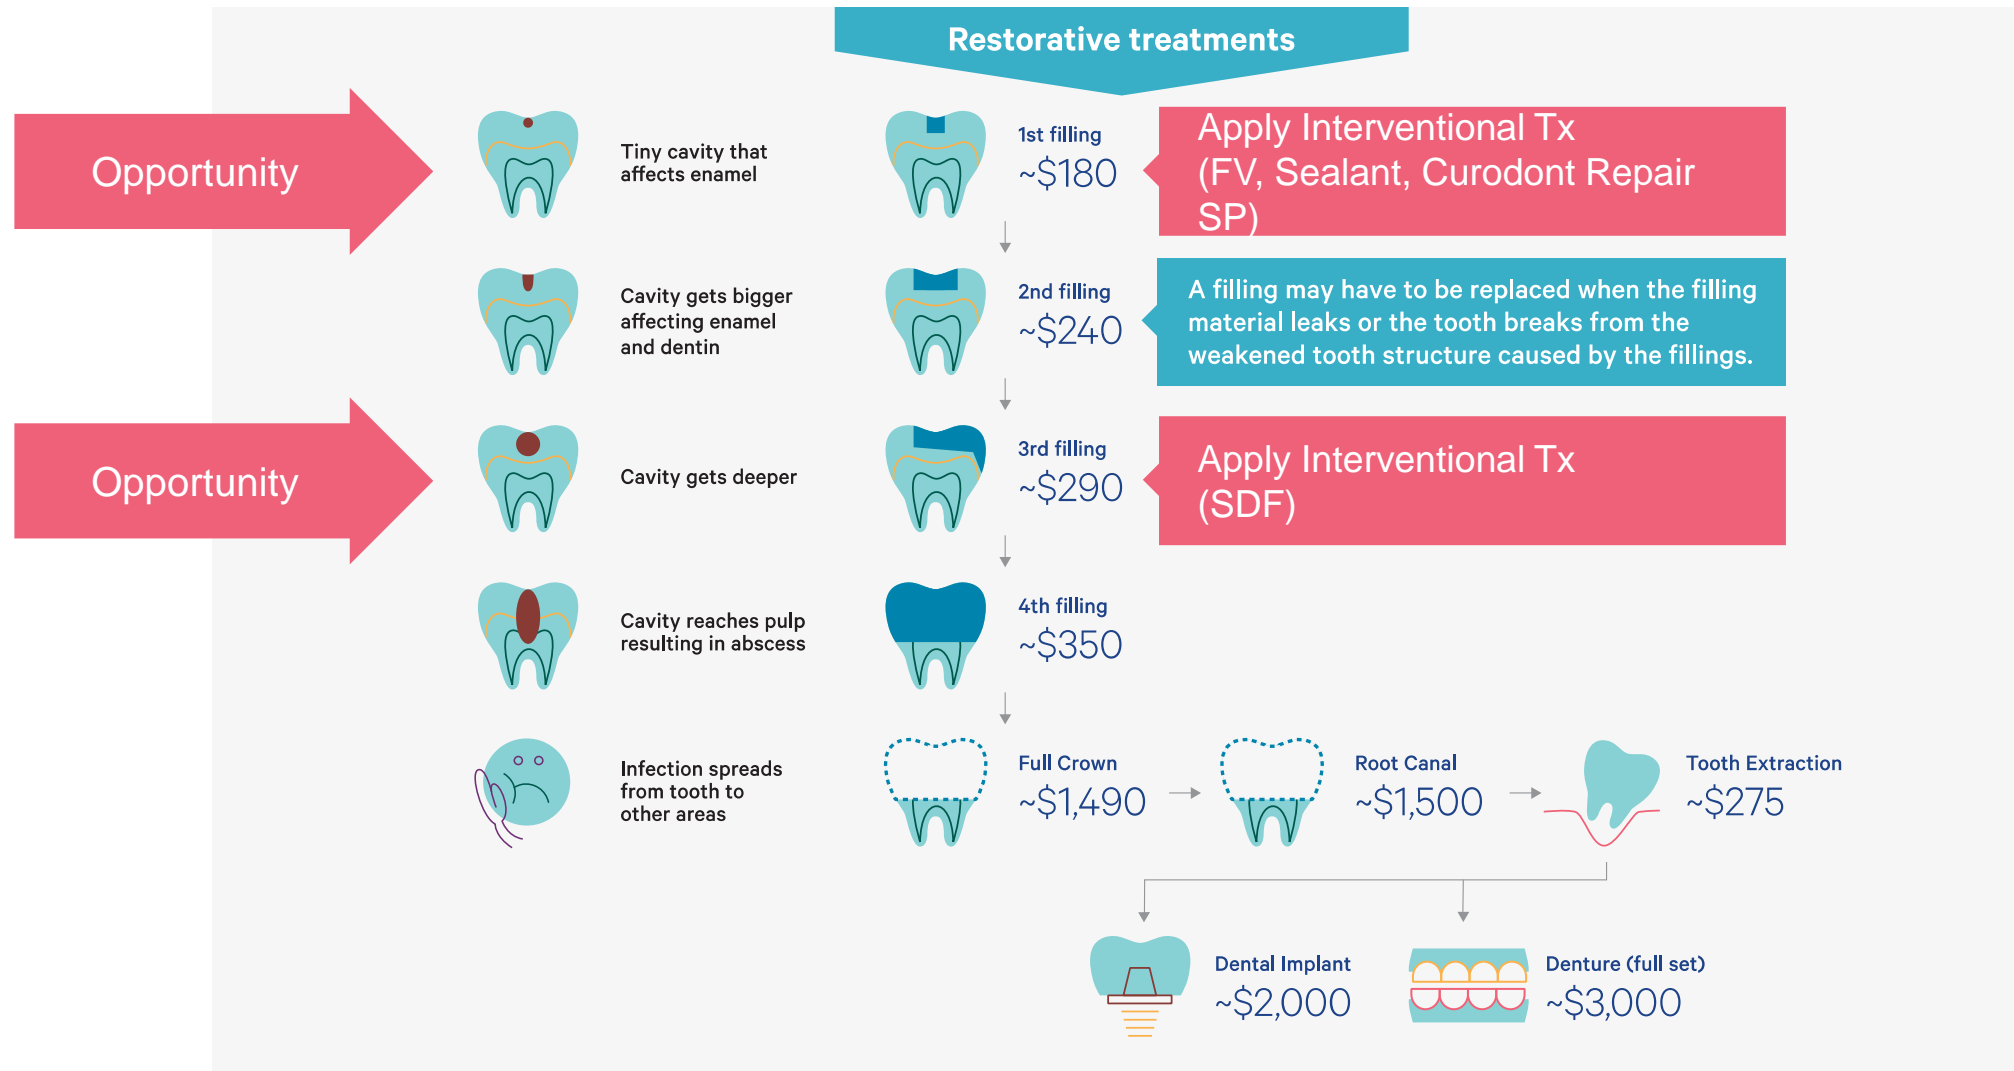 Restorative treatments
Opportunity
Tiny cavity that
affects enamel
1st filling
~$180
Apply Interventional Tx
(FV, Sealant, Curodont Repair
SP)
Cavity gets bigger
affecting enamel
and dentin
2nd filling
~$240
A filling may have to be replaced when the filling
material leaks or the tooth breaks from the
weakened tooth structure caused by the fillings.
Opportunity
Cavity gets deeper
3rd filling
~$290
Apply Interventional Tx
(SDF)
Cavity reaches pulp
resulting in abscess
4th filling
~$350
Infection spreads
from tooth to
other areas
Full Crown
~$1,490
Root Canal
~$1,500
Tooth Extraction
~$275
Dental Implant
~$2,000
Denture (full set)
~$3,000